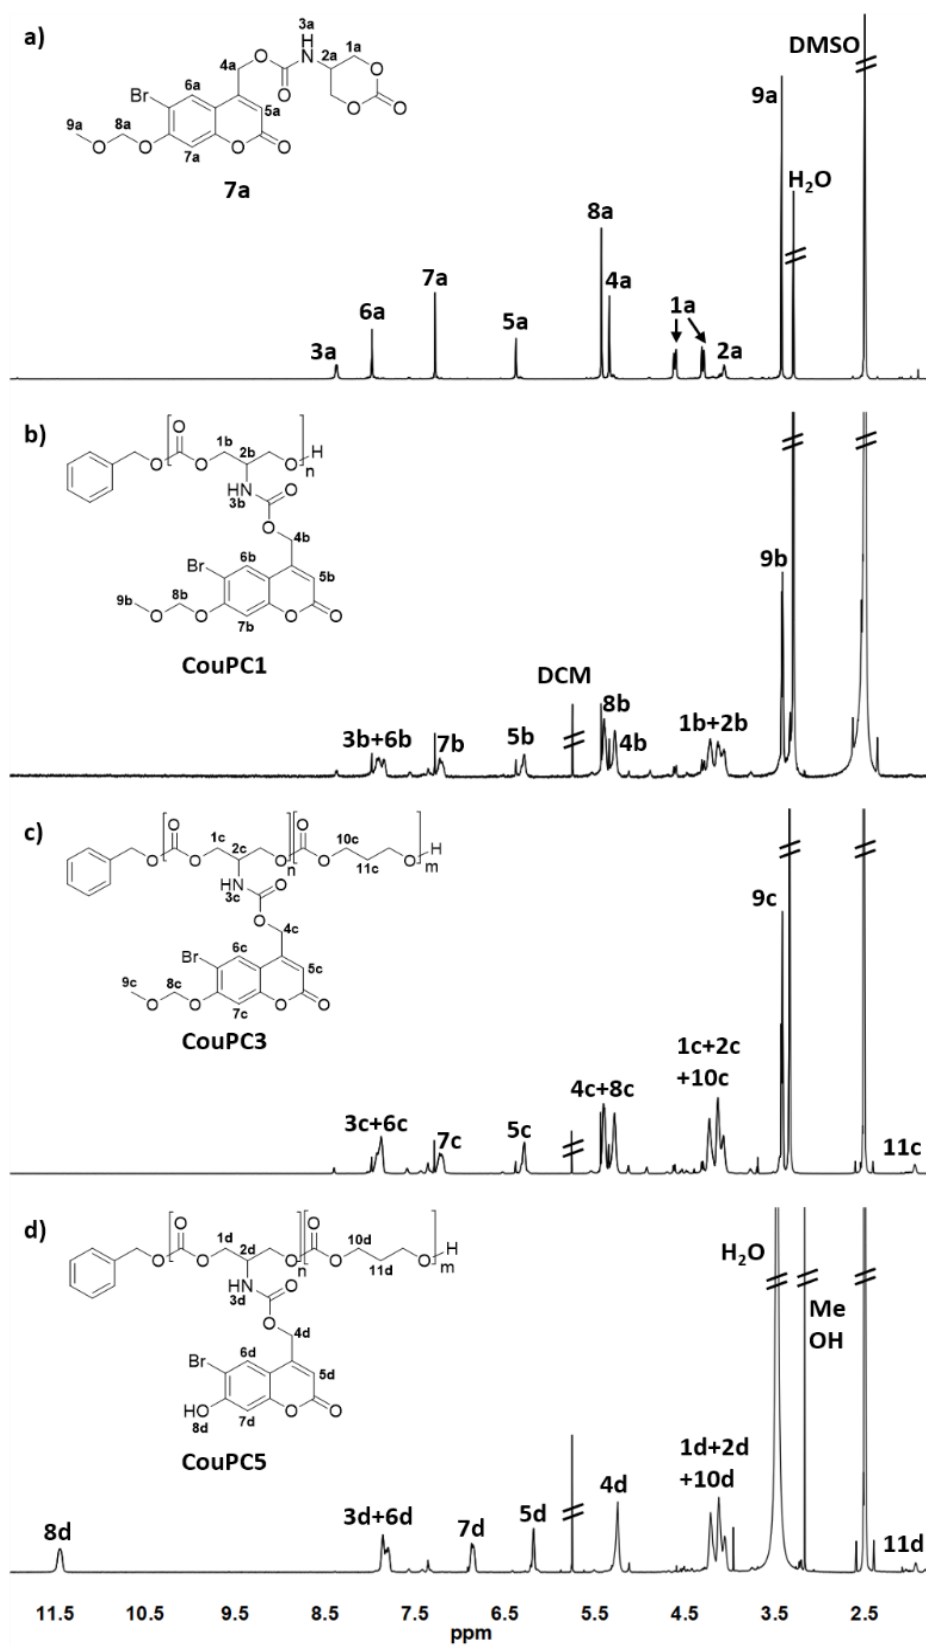 a)
3a
H
N
1a
2a
4a
O
O
O
O
O
O
6a
Br
5a
9a
8a
O
O
7a
O
O
7a
DMSO
9a
H2O
8a
7a
4a
6a
5a
1a
3a
2a
b)
O
1b
2b
H
O
O
O
n
HN
3b
O
O
4b
6b
Br
5b
9b
8b
O
O
7b
O
O
CouPC1
9b
DCM
8b
3b+6b
7b
5b
4b
1b+2b
c)
O
O
1c
2c
10c
H
O
O
O
n
O
11c
O
m
HN
3c
O
O
4c
6c
Br
5c
9c
8c
O
O
7c
O
O
CouPC3
9c
1c+2c
+10c
4c+8c
3c+6c
7c
5c
11c
d)
O
O
1d
2d
10d
H
O
O
O
n
O
11d
O
m
HN
3d
O
O
4d
6d
Br
5d
HO
8d
7d
O
O
CouPC5
H2O
Me
OH
1d+2d
+10d
4d
8d
3d+6d
7d
5d
11d
11.5 10.5 9.5 8.5 7.5 6.5 5.5 4.5 3.5 2.5
ppm